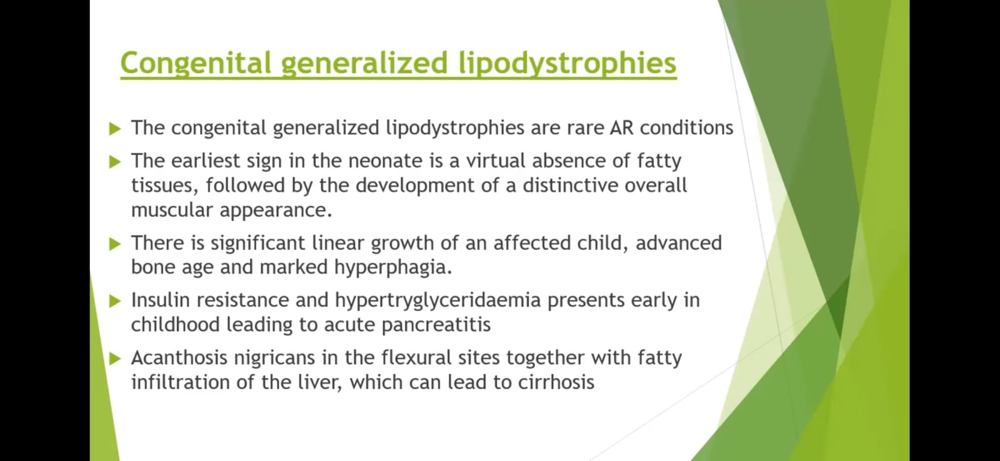 Congenital generalized lipodystrophies
The congenital generalized lipodystrophies are rare AR conditions
The earliest sign in the neonate is a virtual absence of fatty
tissues, followed by the development of a distinctive overall
muscular appearance.
There is significant linear growth of an affected child, advanced
bone age and marked hyperphagia.
Insulin resistance and hypertryglyceridaemia presents early in
childhood leading to acute pancreatitis
Acanthosis nigricans in the flexural sites together with fatty
infiltration of the liver, which can lead to cirrhosis